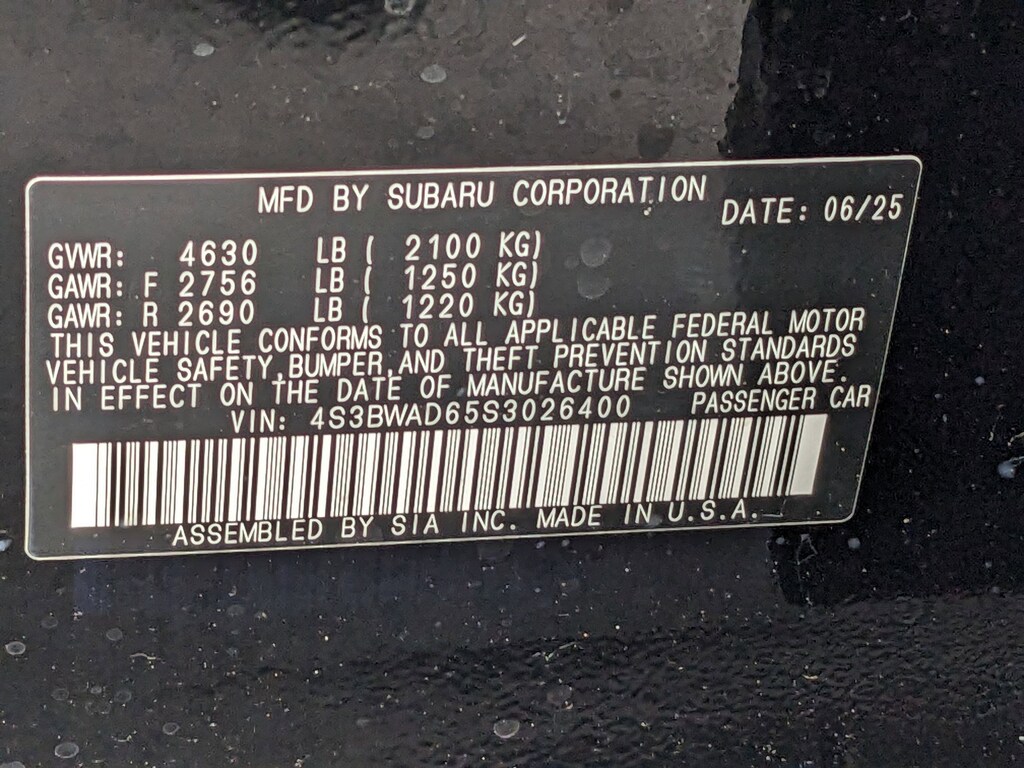 MFD BY SUBARU CORPORATION
DATE: 06/25
GVWR: 4630 LB ( 2100 KG)
GAWR: F 2756 LB ( 1250 KG)
GAWR: R 2690 LB ( 1220 KG)
THIS VEHICLE CONFORMS TO ALL APPLICABLE FEDERAL MOTOR
VEHICLE SAFETY,BUMPER,AND THEFT PREVENTION STANDARDS
IN EFFECT ON THE DATE OF MANUFACTURE SHOWN ABOVE.
VIN: 4S3BWAD65S3026400 PASSENGER CAR
ASSEMBLED BY SIA INC. MADE IN U.S.A.